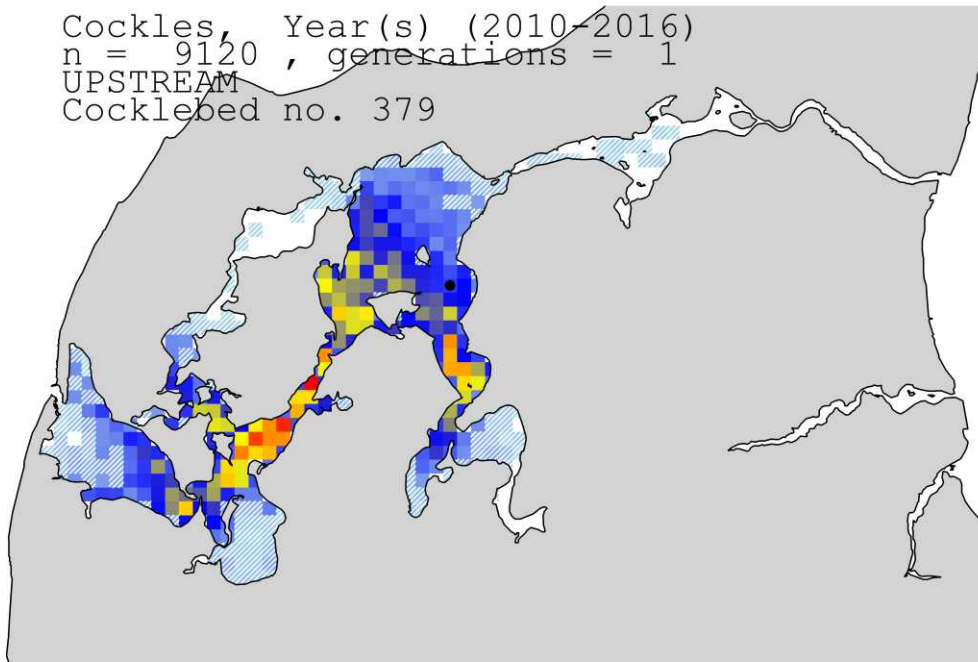 Cockles, Year(s) (2010-2016)
n = 9120 , generations = 1
UPSTREAM
Cocklebed no. 379